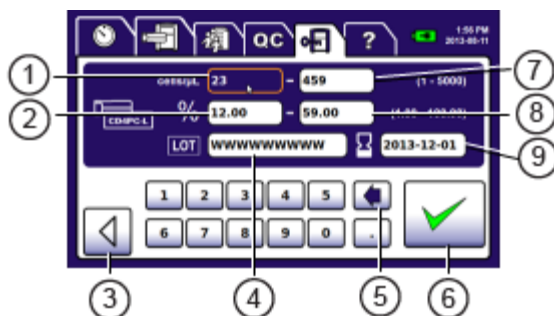 QC ? 1:56 PM
2013-08-11
1 cells/µL 23 - 459 (1 - 5000) 7
2 CD4PC-L % 12.00 - 59.00 8
LOT WWWWWWWWWW 2013-12-01 9
1 2 3 4 5
6 7 8 9 0 .
3 4 5 6